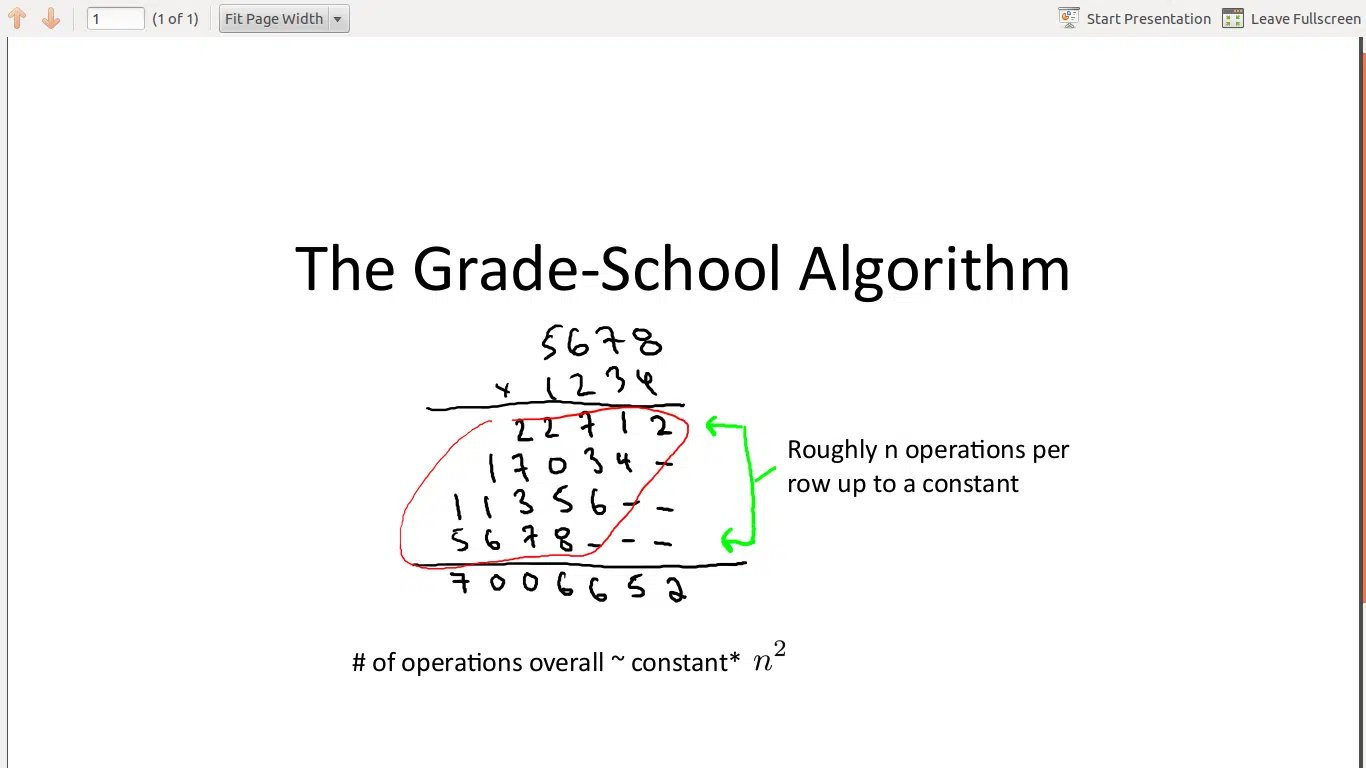 1 (1 of 1) Fit Page Width Start Presentation Leave Fullscreen
The Grade-School Algorithm
5678
x 1234
22712
17034 -
11356 - -
5678 - - -
7006652
Roughly n operations per
row up to a constant
# of operations overall ~ constant* n²